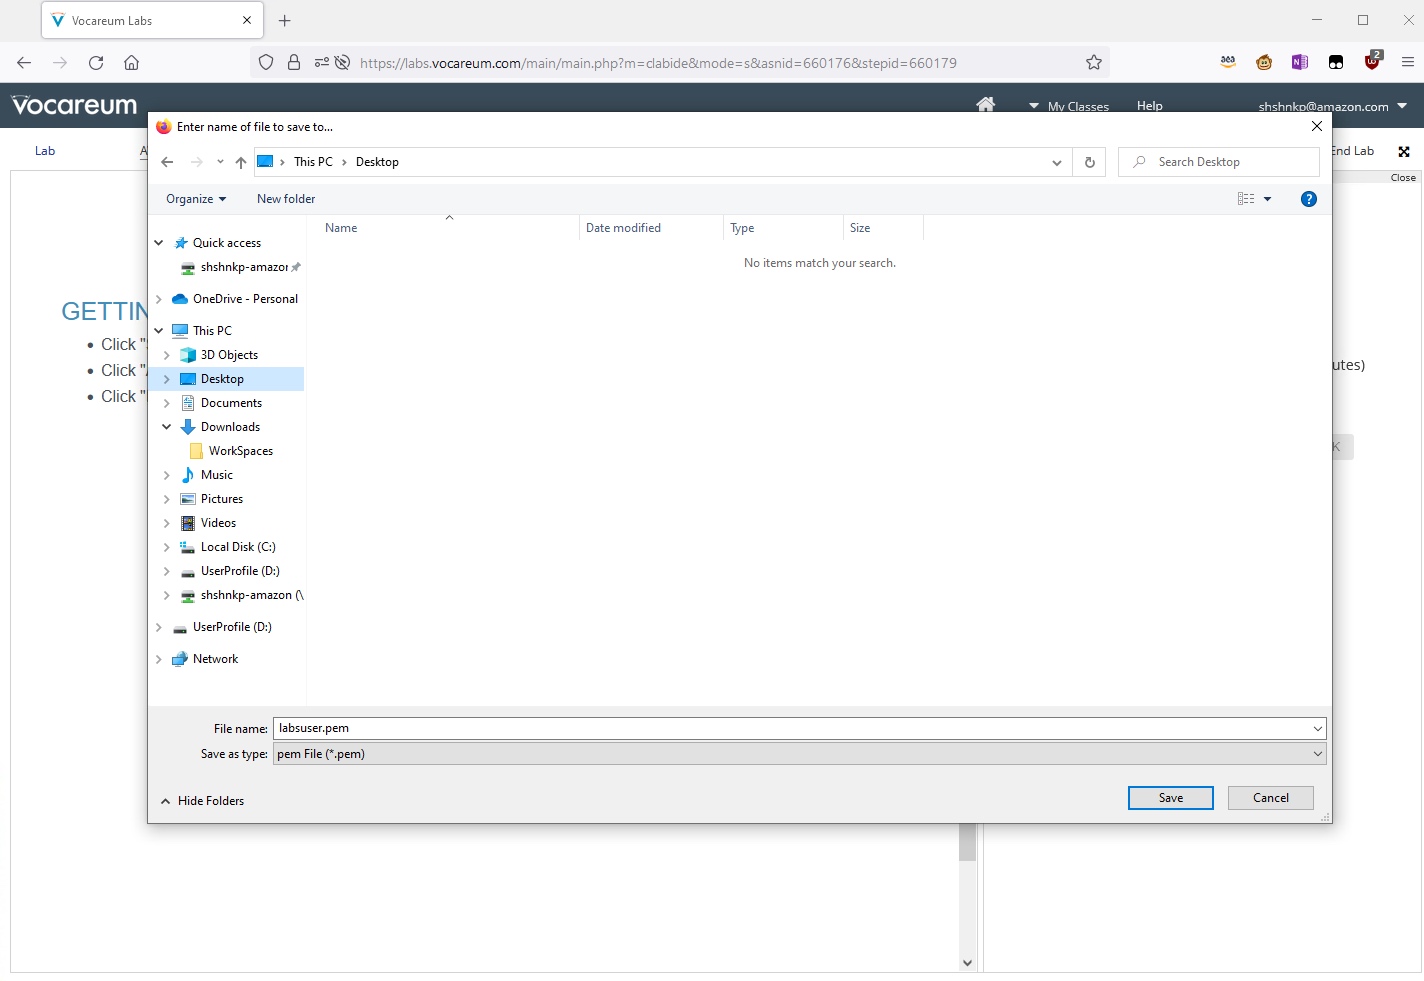 Vocareum Labs
https://labs.vocareum.com/main/main.php?m=clabide&mode=s&asnid=660176&stepid=660179
aea
N
2
vocareum
My Classes
Help
shshnkp@amazon.com
Lab
A
End Lab
Close
Enter name of file to save to...
This PC
Desktop
Search Desktop
Organize
New folder
?
Name
Date modified
Type
Size
No items match your search.
Quick access
shshnkp-amazor
OneDrive - Personal
This PC
3D Objects
Desktop
Documents
Downloads
WorkSpaces
Music
Pictures
Videos
Local Disk (C:)
UserProfile (D:)
shshnkp-amazon (\
UserProfile (D:)
Network
GETTIN
Click "
Click "
Click "
utes)
K
File name:
labsuser.pem
Save as type:
pem File (*.pem)
Hide Folders
Save
Cancel